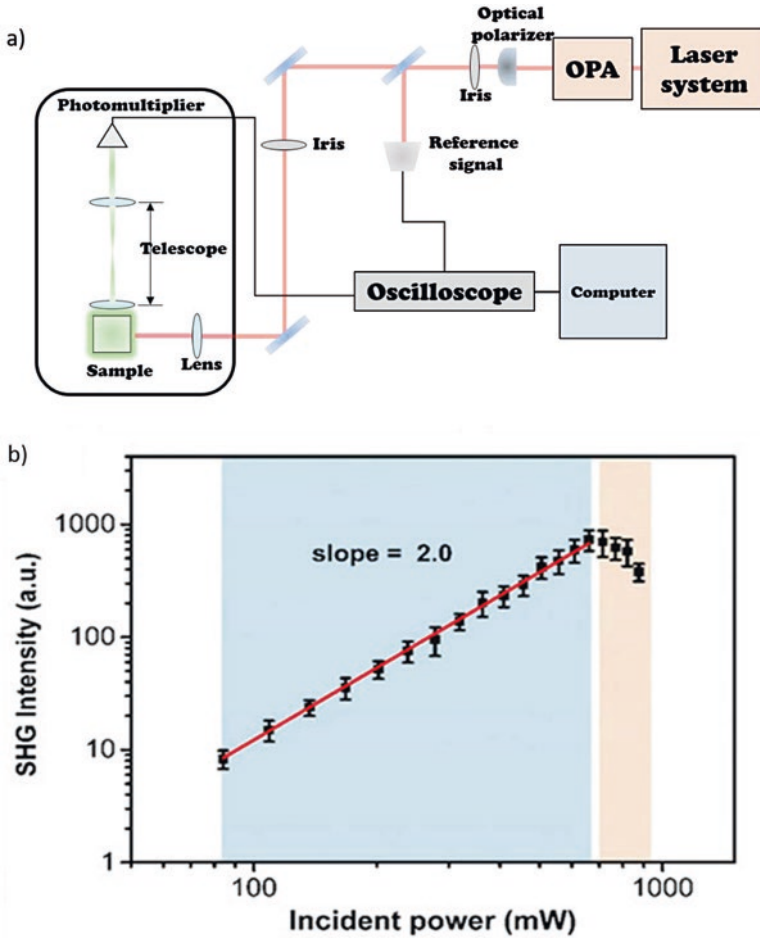 a)
Optical
polarizer
Laser
system
OPA
Iris
Photomultiplier
Iris
Reference
signal
Telescope
Oscilloscope
Computer
Lens
Sample
b)
SHG Intensity (a.u.)
1000
100
10
1
slope = 2.0
100
1000
Incident power (mW)